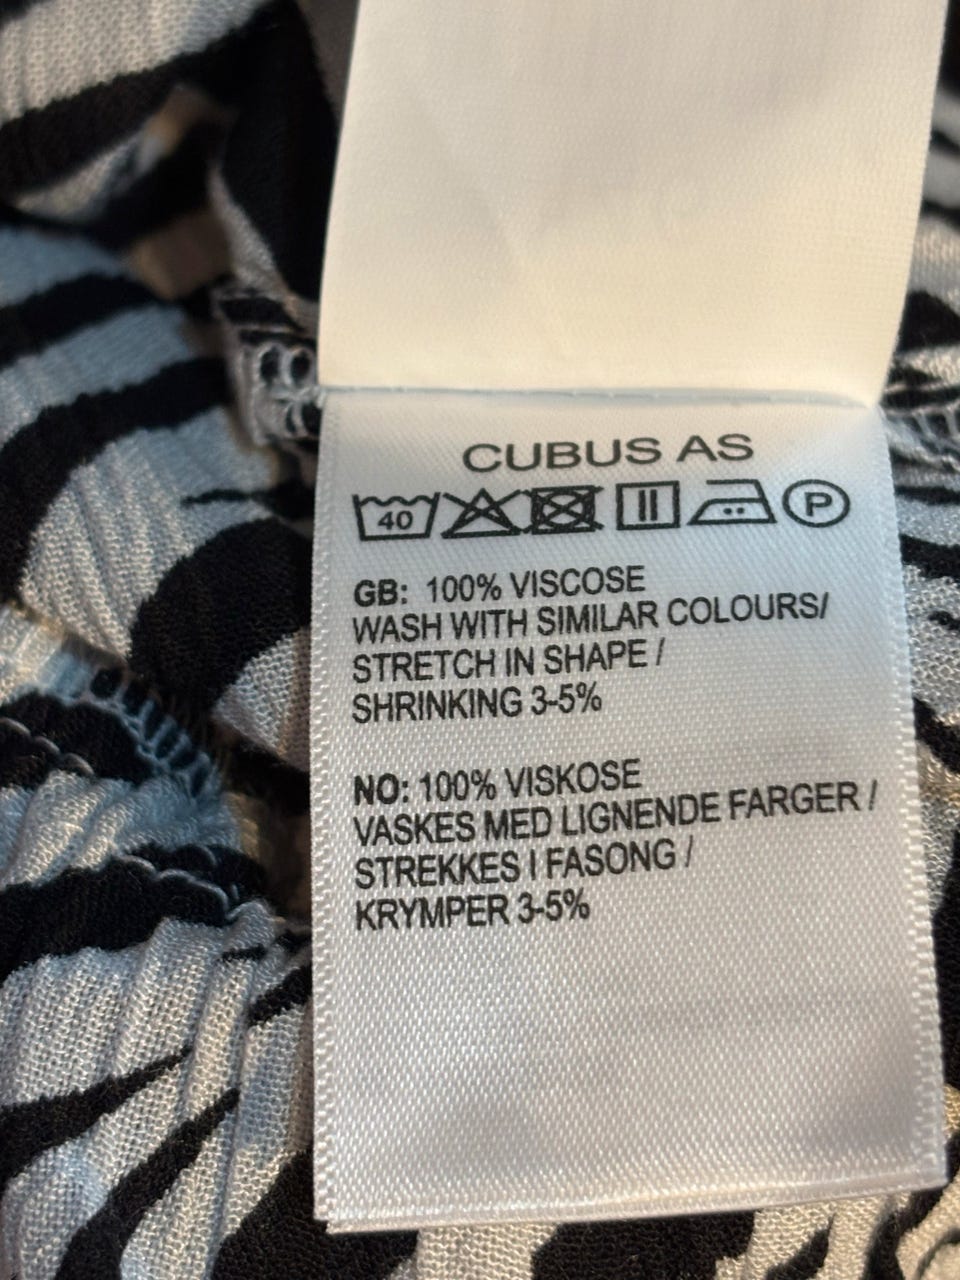 CUBUS AS
40 P
GB: 100% VISCOSE
WASH WITH SIMILAR COLOURS/
STRETCH IN SHAPE /
SHRINKING 3-5%
NO: 100% VISKOSE
VASKES MED LIGNENDE FARGER /
STREKKES I FASONG /
KRYMPER 3-5%